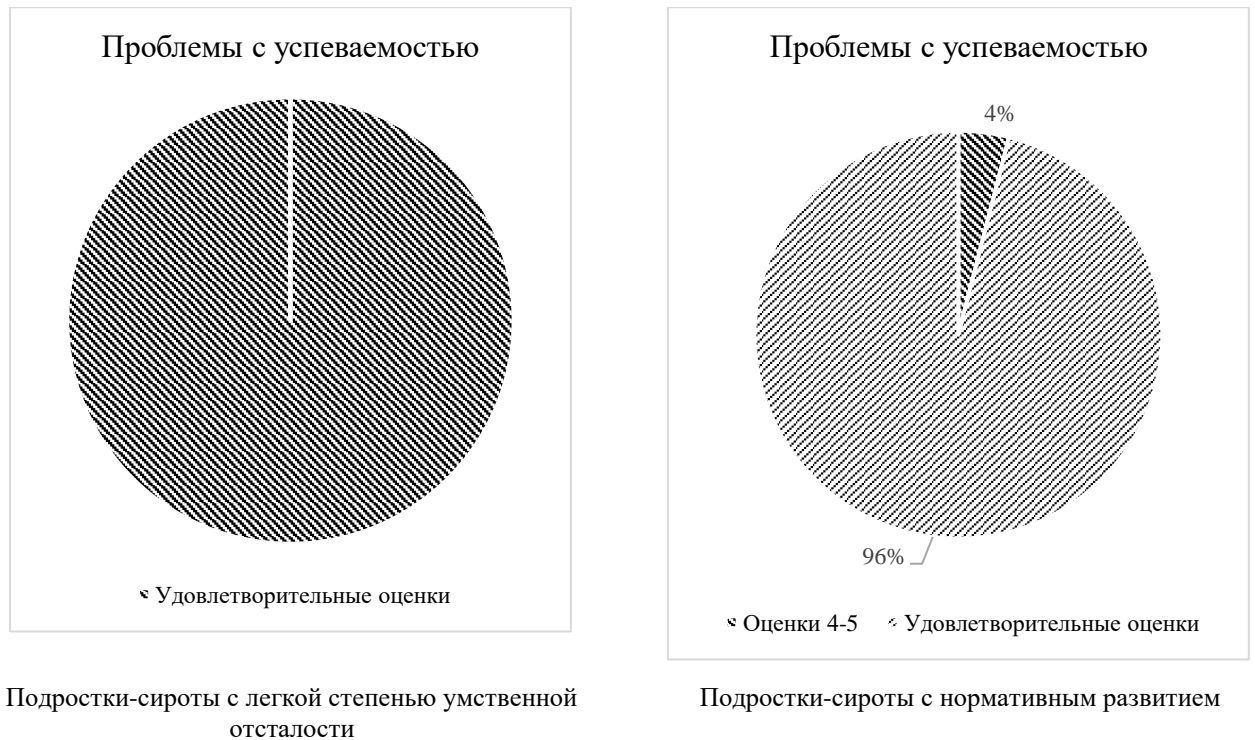 Проблемы с успеваемостью
Удовлетворительные оценки
Подростки-сироты с легкой степенью умственной
отсталости
Проблемы с успеваемостью
4%
96%
Оценки 4-5 Удовлетворительные оценки
Подростки-сироты с нормативным развитием